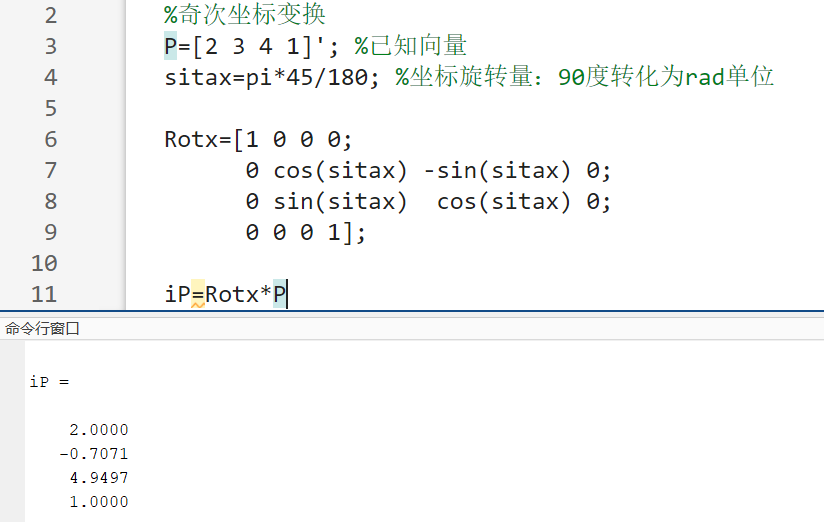 2 %奇次坐标变换
3 P=[2 3 4 1]'; %已知向量
4 sitax=pi*45/180; %坐标旋转量：90度转化为rad单位
5
6 Rotx=[1 0 0 0;
7 0 cos(sitax) -sin(sitax) 0;
8 0 sin(sitax)  cos(sitax) 0;
9 0 0 0 1];
10
11 iP=Rotx*P
命令行窗口
iP =
2.0000
-0.7071
4.9497
1.0000